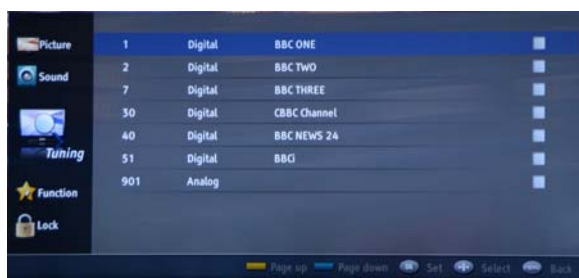 Picture
Sound
Tuning
Function
Lock
1 Digital BBC ONE
2 Digital BBC TWO
7 Digital BBC THREE
30 Digital CBBC Channel
40 Digital BBC NEWS 24
51 Digital BBCi
901 Analog
Page up Page down OK Set Select Back